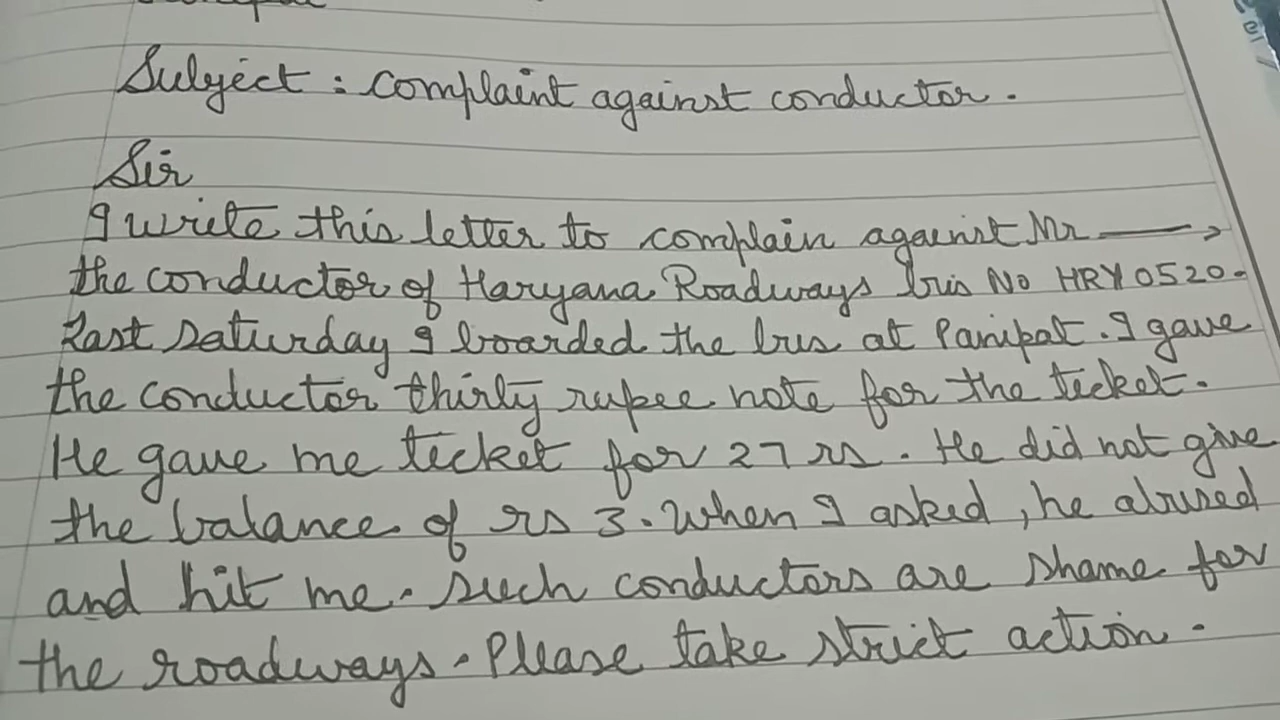 Subject : Complaint against conductor.
Sir
I write this letter to complain against Mr ⟶
the conductor of Haryana Roadways bus No HRY0520-
Last Saturday I boarded the bus at Panipat. I gave
the conductor thirty rupee note for the ticket.
He gave me ticket for 27 rs. He did not give
the balance of rs 3. When I asked, he abused
and hit me. Such conductors are shame for
the roadways. Please take strict action.